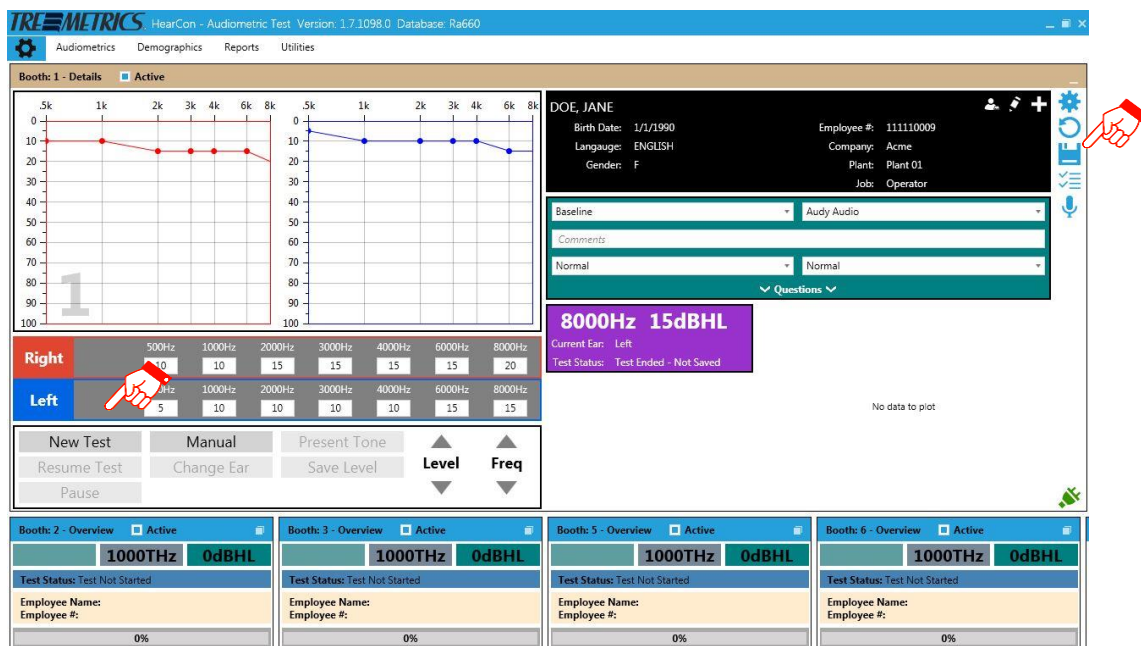 TREMETRICS HearCon - Audiometric Test Version: 1.7.1098.0 Database: Ra660
Audiometrics Demographics Reports Utilities
Booth: 1 - Details Active
.5k 1k 2k 3k 4k 6k 8k
0
10
20
30
40
50
60
70
80
90
100
1
.5k 1k 2k 3k 4k 6k 8k
0
10
20
30
40
50
60
70
80
90
100
DOE, JANE
Birth Date: 1/1/1990 Employee #: 111110009
Langauge: ENGLISH Company: Acme
Gender: F Plant: Plant 01
Job: Operator
Baseline Audy Audio
Comments
Normal Normal
Questions
8000Hz 15dBHL
Current Ear: Left
Test Status: Test Ended - Not Saved
No data to plot
500Hz 1000Hz 2000Hz 3000Hz 4000Hz 6000Hz 8000Hz
Right 10 10 15 15 15 15 20
1000Hz 2000Hz 3000Hz 4000Hz 6000Hz 8000Hz
Left 5 10 10 10 10 15 15
New Test Manual Present Tone
Resume Test Change Ear Save Level Level Freq
Pause
Booth: 2 - Overview Active
1000THz 0dBHL
Test Status: Test Not Started
Employee Name:
Employee #:
0%
Booth: 3 - Overview Active
1000THz 0dBHL
Test Status: Test Not Started
Employee Name:
Employee #:
0%
Booth: 5 - Overview Active
1000THz 0dBHL
Test Status: Test Not Started
Employee Name:
Employee #:
0%
Booth: 6 - Overview Active
1000THz 0dBHL
Test Status: Test Not Started
Employee Name:
Employee #:
0%